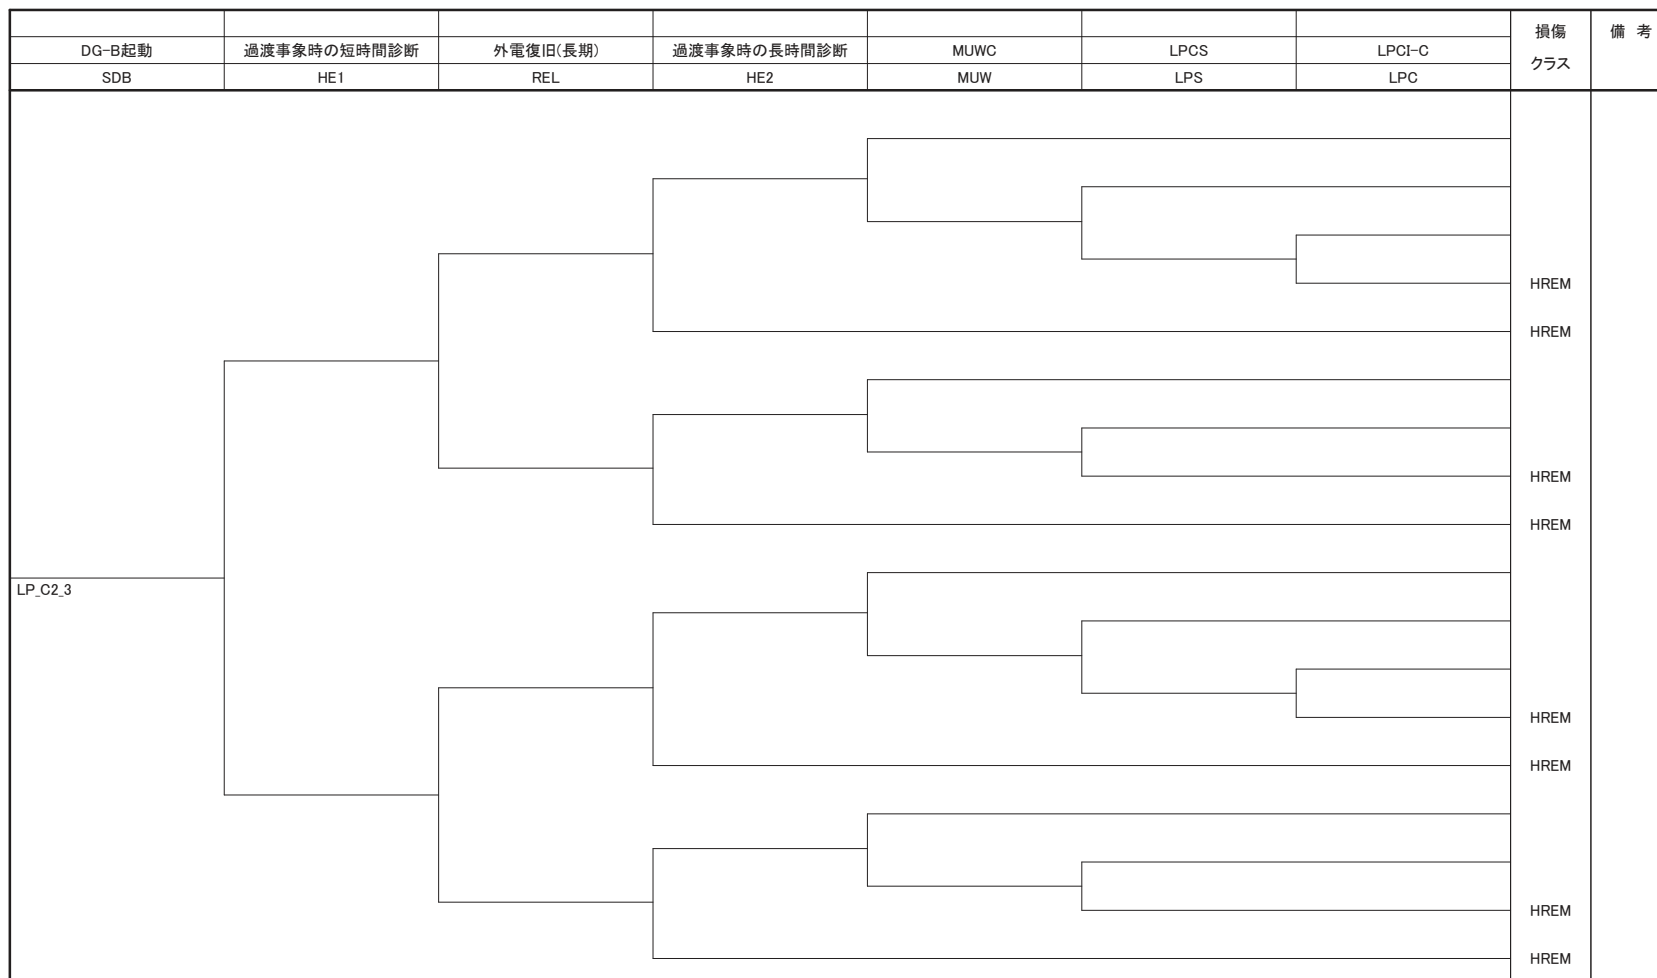 DG-B起動 過渡事象時の短時間診断 外電復旧(長期) 過渡事象時の長時間診断 MUWC LPCS LPCI-C 損傷 備 考
SDB HE1 REL HE2 MUW LPS LPC クラス
HREM
HREM
HREM
HREM
LP_C2_3
HREM
HREM
HREM
HREM